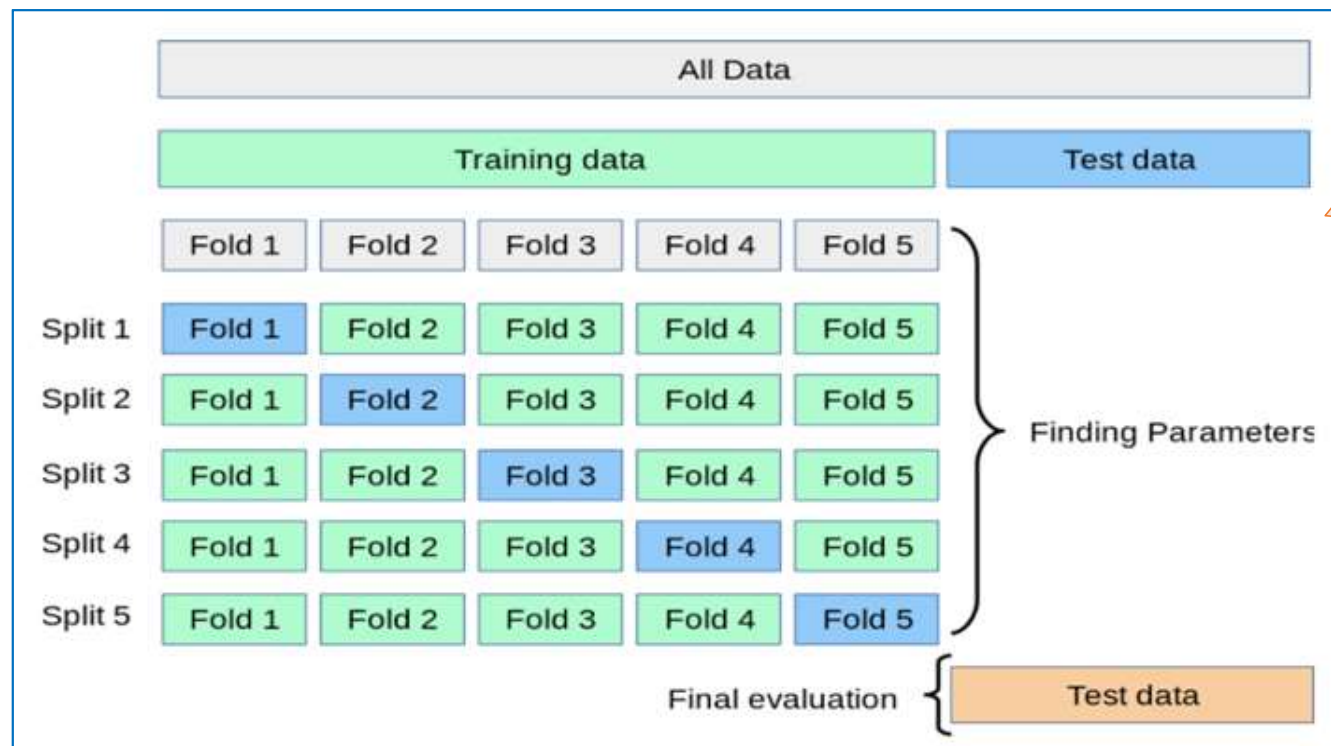 All Data
Training data Test data
Fold 1 Fold 2 Fold 3 Fold 4 Fold 5
Split 1 Fold 1 Fold 2 Fold 3 Fold 4 Fold 5
Split 2 Fold 1 Fold 2 Fold 3 Fold 4 Fold 5
Split 3 Fold 1 Fold 2 Fold 3 Fold 4 Fold 5
Finding Parameters
Split 4 Fold 1 Fold 2 Fold 3 Fold 4 Fold 5
Split 5 Fold 1 Fold 2 Fold 3 Fold 4 Fold 5
Final evaluation Test data